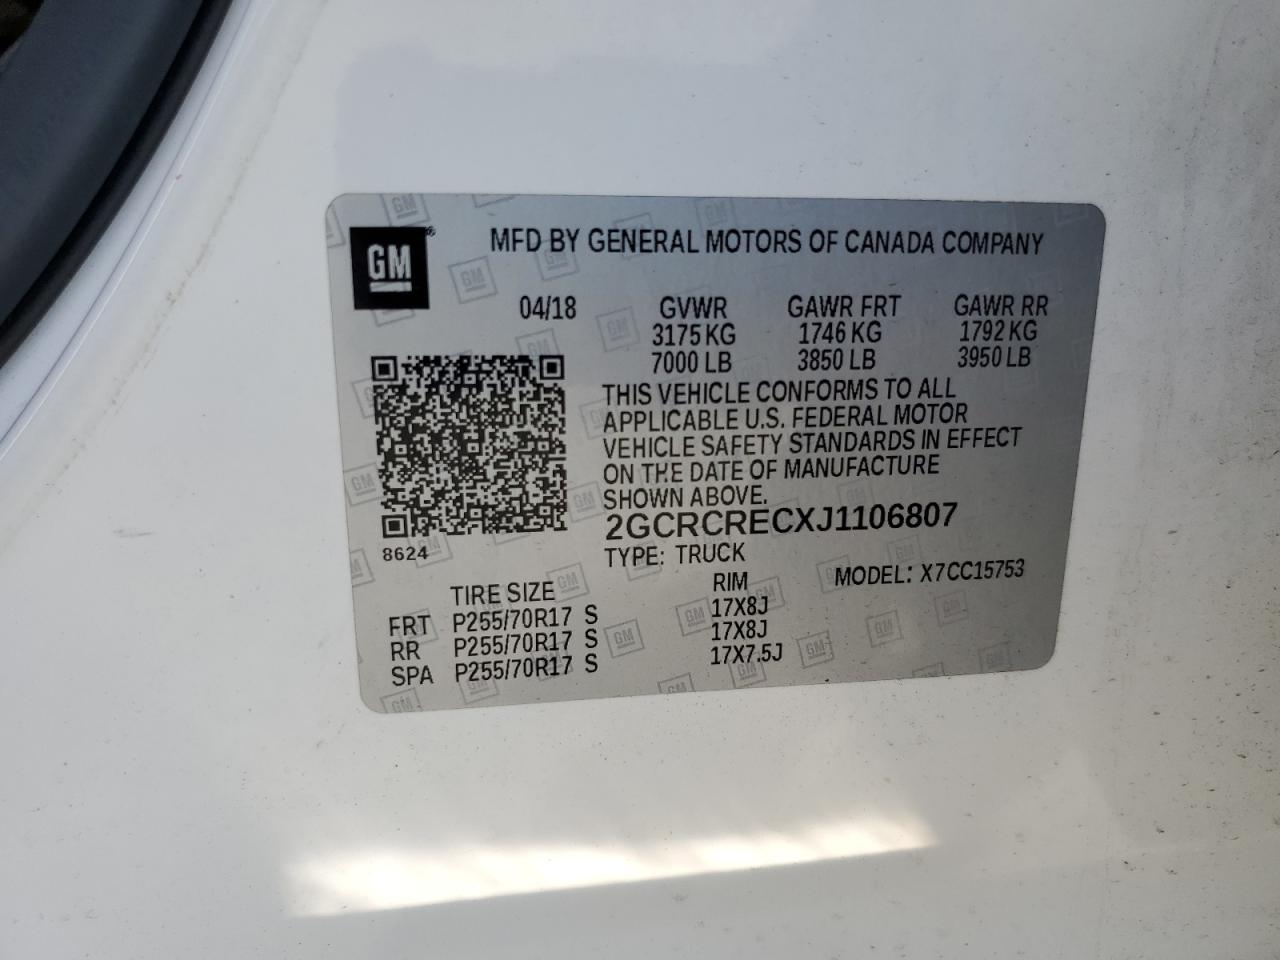 GM®
MFD BY GENERAL MOTORS OF CANADA COMPANY
04/18 GVWR GAWR FRT GAWR RR
3175 KG 1746 KG 1792 KG
7000 LB 3850 LB 3950 LB
THIS VEHICLE CONFORMS TO ALL
APPLICABLE U.S. FEDERAL MOTOR
VEHICLE SAFETY STANDARDS IN EFFECT
ON THE DATE OF MANUFACTURE
SHOWN ABOVE.
2GCRCRECXJ1106807
8624
TYPE: TRUCK
MODEL: X7CC15753
TIRE SIZE RIM
FRT P255/70R17 S 17X8J
RR P255/70R17 S 17X8J
SPA P255/70R17 S 17X7.5J